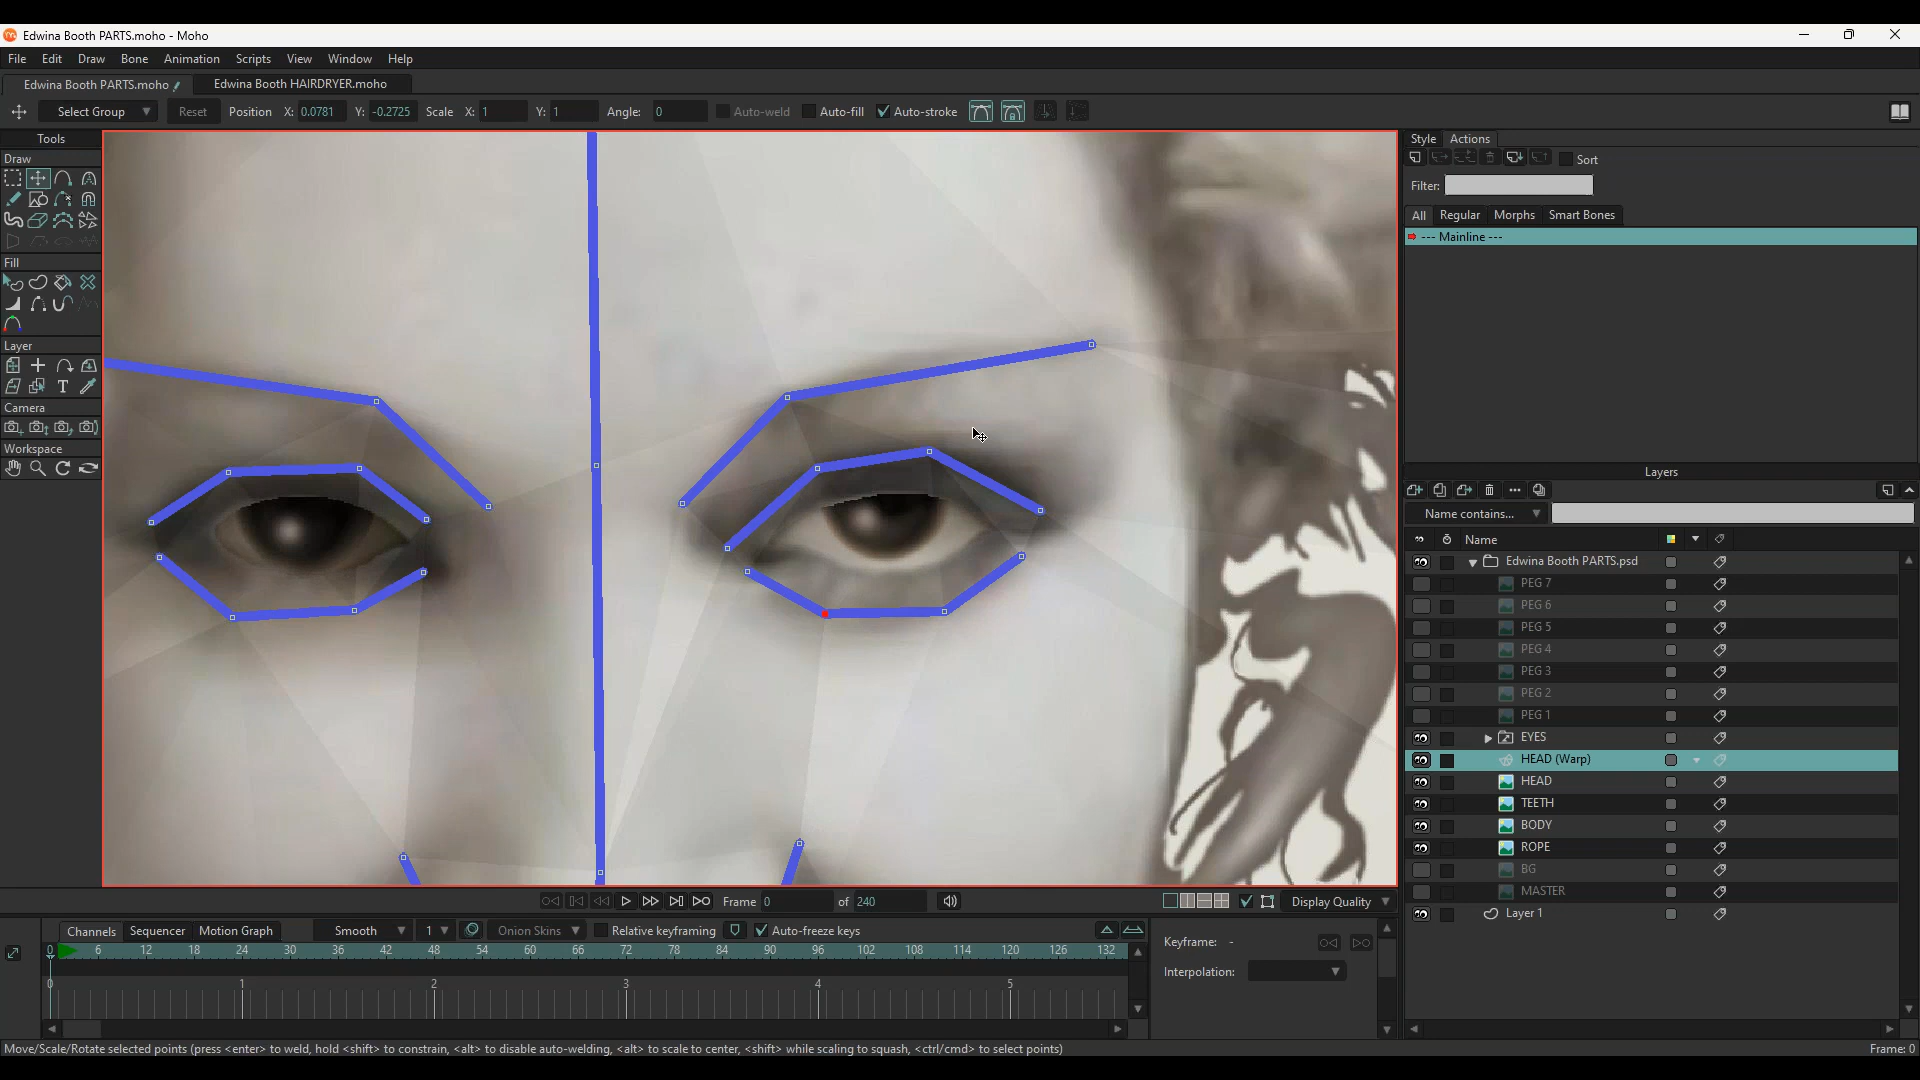 Edwina Booth PARTS.moho - Moho
File Edit Draw Bone Animation Scripts View Window Help
Edwina Booth PARTS.moho Edwina Booth HAIRDRYER.moho
Select Group Reset Position X: 0.0781 Y: -0.2725 Scale X: 1 Y: 1 Angle: 0 Auto-weld Auto-fill Auto-stroke
Tools
Draw
Fill
Layer
Camera
Workspace
Style Actions
Sort
Filter:
All Regular Morphs Smart Bones
--- Mainline ---
Layers
Name contains...
Name
Edwina Booth PARTS.psd
PEG 7
PEG 6
PEG 5
PEG 4
PEG 3
PEG 2
PEG 1
EYES
HEAD (Warp)
HEAD
TEETH
BODY
ROPE
BG
MASTER
Layer 1
Frame 0 of 240 Display Quality
Channels Sequencer Motion Graph Smooth 1 Onion Skins Relative keyframing Auto-freeze keys
0 6 12 18 24 30 36 42 48 54 60 66 72 78 84 90 96 102 108 114 120 126 132
0 1 2 3 4 5
Keyframe: -
Interpolation:
Move/Scale/Rotate selected points (press <enter> to weld, hold <shift> to constrain, <alt> to disable auto-welding, <alt> to scale to center, <shift> while scaling to squash, <ctrl/cmd> to select points) Frame: 0